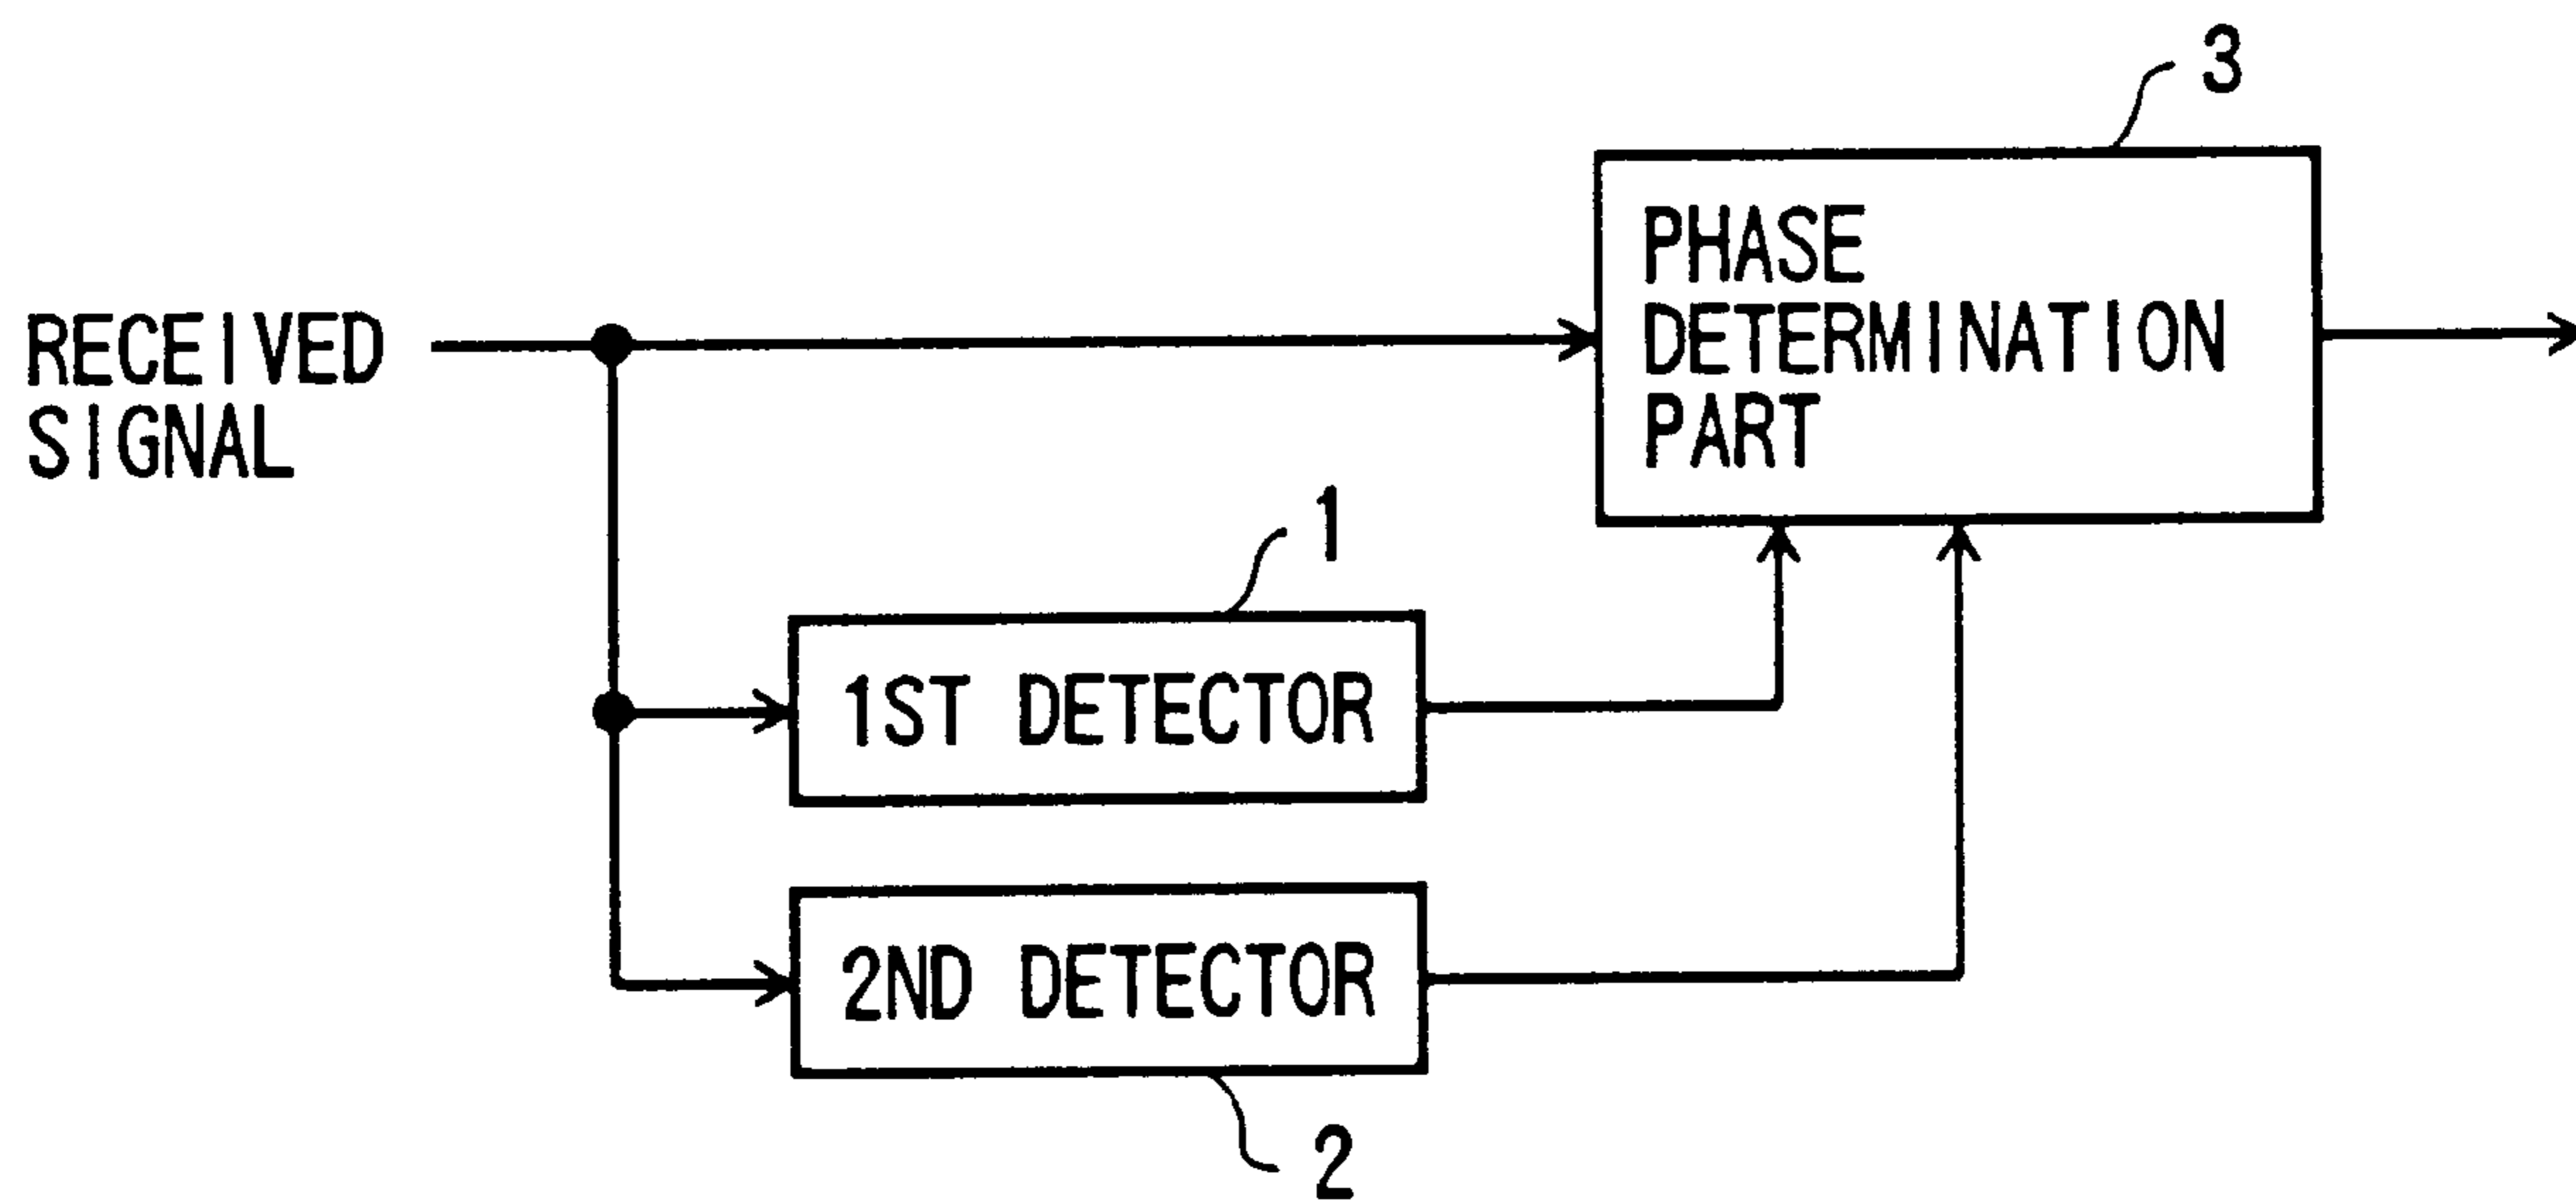 3
PHASE
DETERMINATION
PART
RECEIVED
SIGNAL
1
1ST DETECTOR
2ND DETECTOR
2